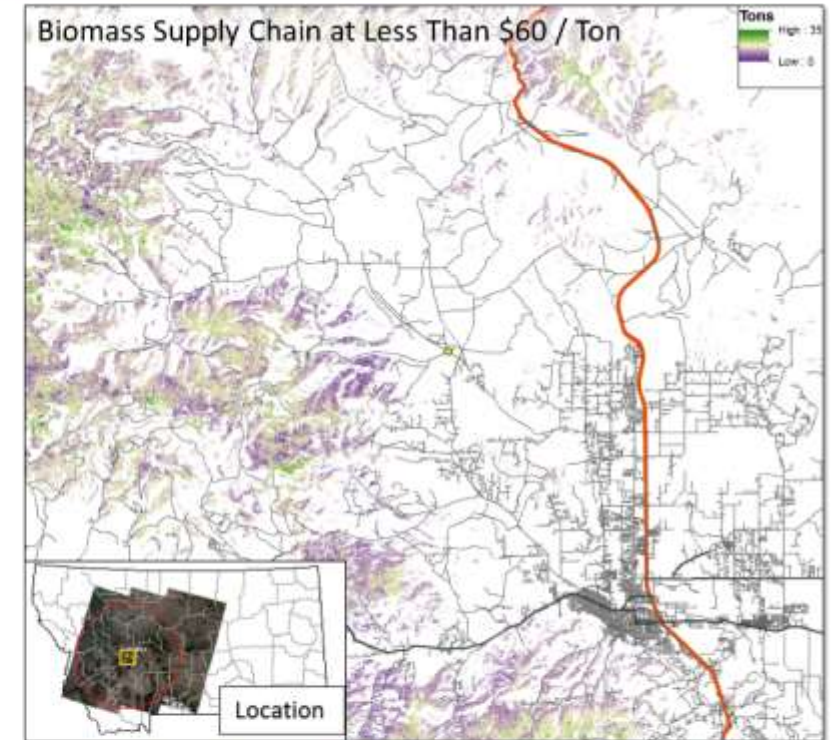 Biomass Supply Chain at Less Than $60 / Ton
Tons
High : 35
Low : 0
Location